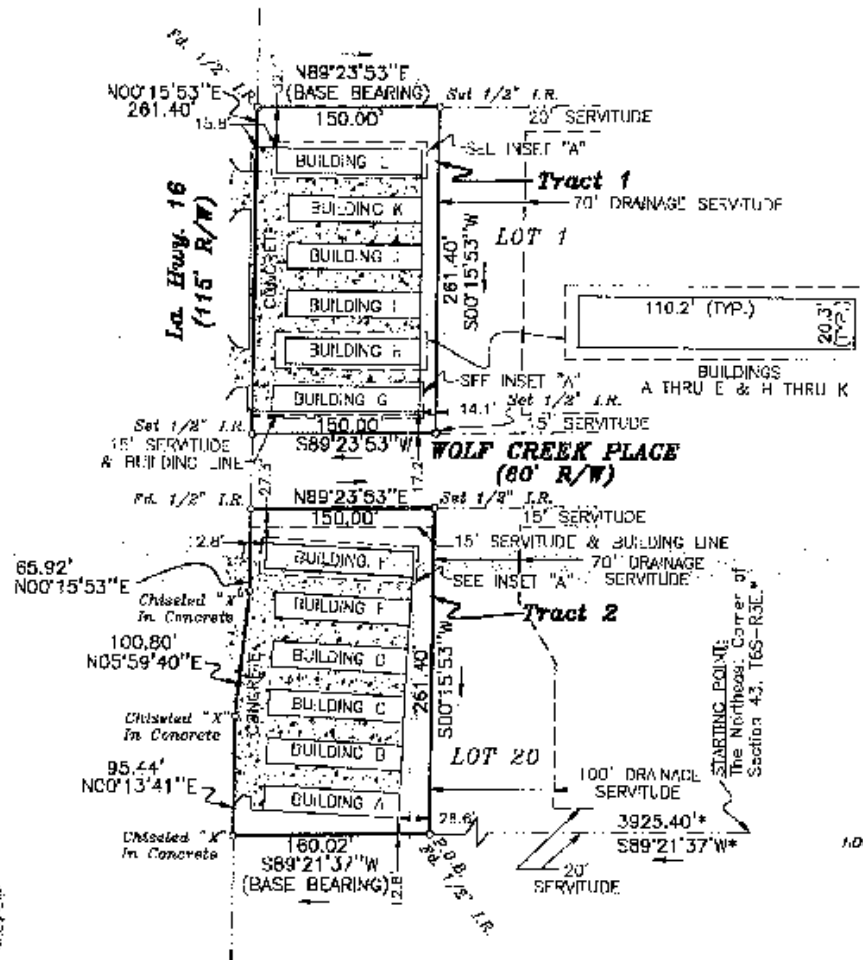 Fd. 1/2" I.P.
N89°23'53"E
N00°15'53"E
(BASE BEARING)
Set 1/2" I.R.
261.40'
150.00'
20' SERVITUDE
15.8'
SEE INSET "A"
BUILDING L
Tract 1
BUILDING K
70' DRAINAGE SERVITUDE
LOT 1
La. Hwy. 16
(115' R/W)
CONCRETE
BUILDING J
261.40'
S00°15'53"W
BUILDING I
110.2' (TYP.)
20.3'
(TYP.)
BUILDING H
BUILDINGS
A THRU E & H THRU K
SEE INSET "A"
BUILDING G
14.1'
Set 1/2" I.R.
Set 1/2" I.R.
150.00'
15' SERVITUDE
15' SERVITUDE
& BUILDING LINE
S89°23'53"W
WOLF CREEK PLACE
(60' R/W)
27.5'
17.2'
Fd. 1/2" I.R.
N89°23'53"E
Set 1/2" I.R.
150.00'
15' SERVITUDE
12.8'
15' SERVITUDE & BUILDING LINE
BUILDING F
70' DRAINAGE
SERVITUDE
65.92'
N00°15'53"E
SEE INSET "A"
Chiseled "X"
In Concrete
BUILDING E
Tract 2
100.80'
N05°59'40"E
CONCRETE
BUILDING D
261.40'
S00°15'53"W
STARTING POINT:
The Northeast Corner of
Section 43, T6S-R3E.*
BUILDING C
Chiseled "X"
In Concrete
BUILDING B
LOT 20
95.44'
N00°13'41"E
BUILDING A
100' DRAINAGE
SERVITUDE
28.6'
3925.40'*
Chiseled "X"
In Concrete
160.02'
S89°21'37"W
(BASE BEARING)
12.8'
P.O.B.
Fd. 1/2" I.R.
S89°21'37"W*
20'
SERVITUDE